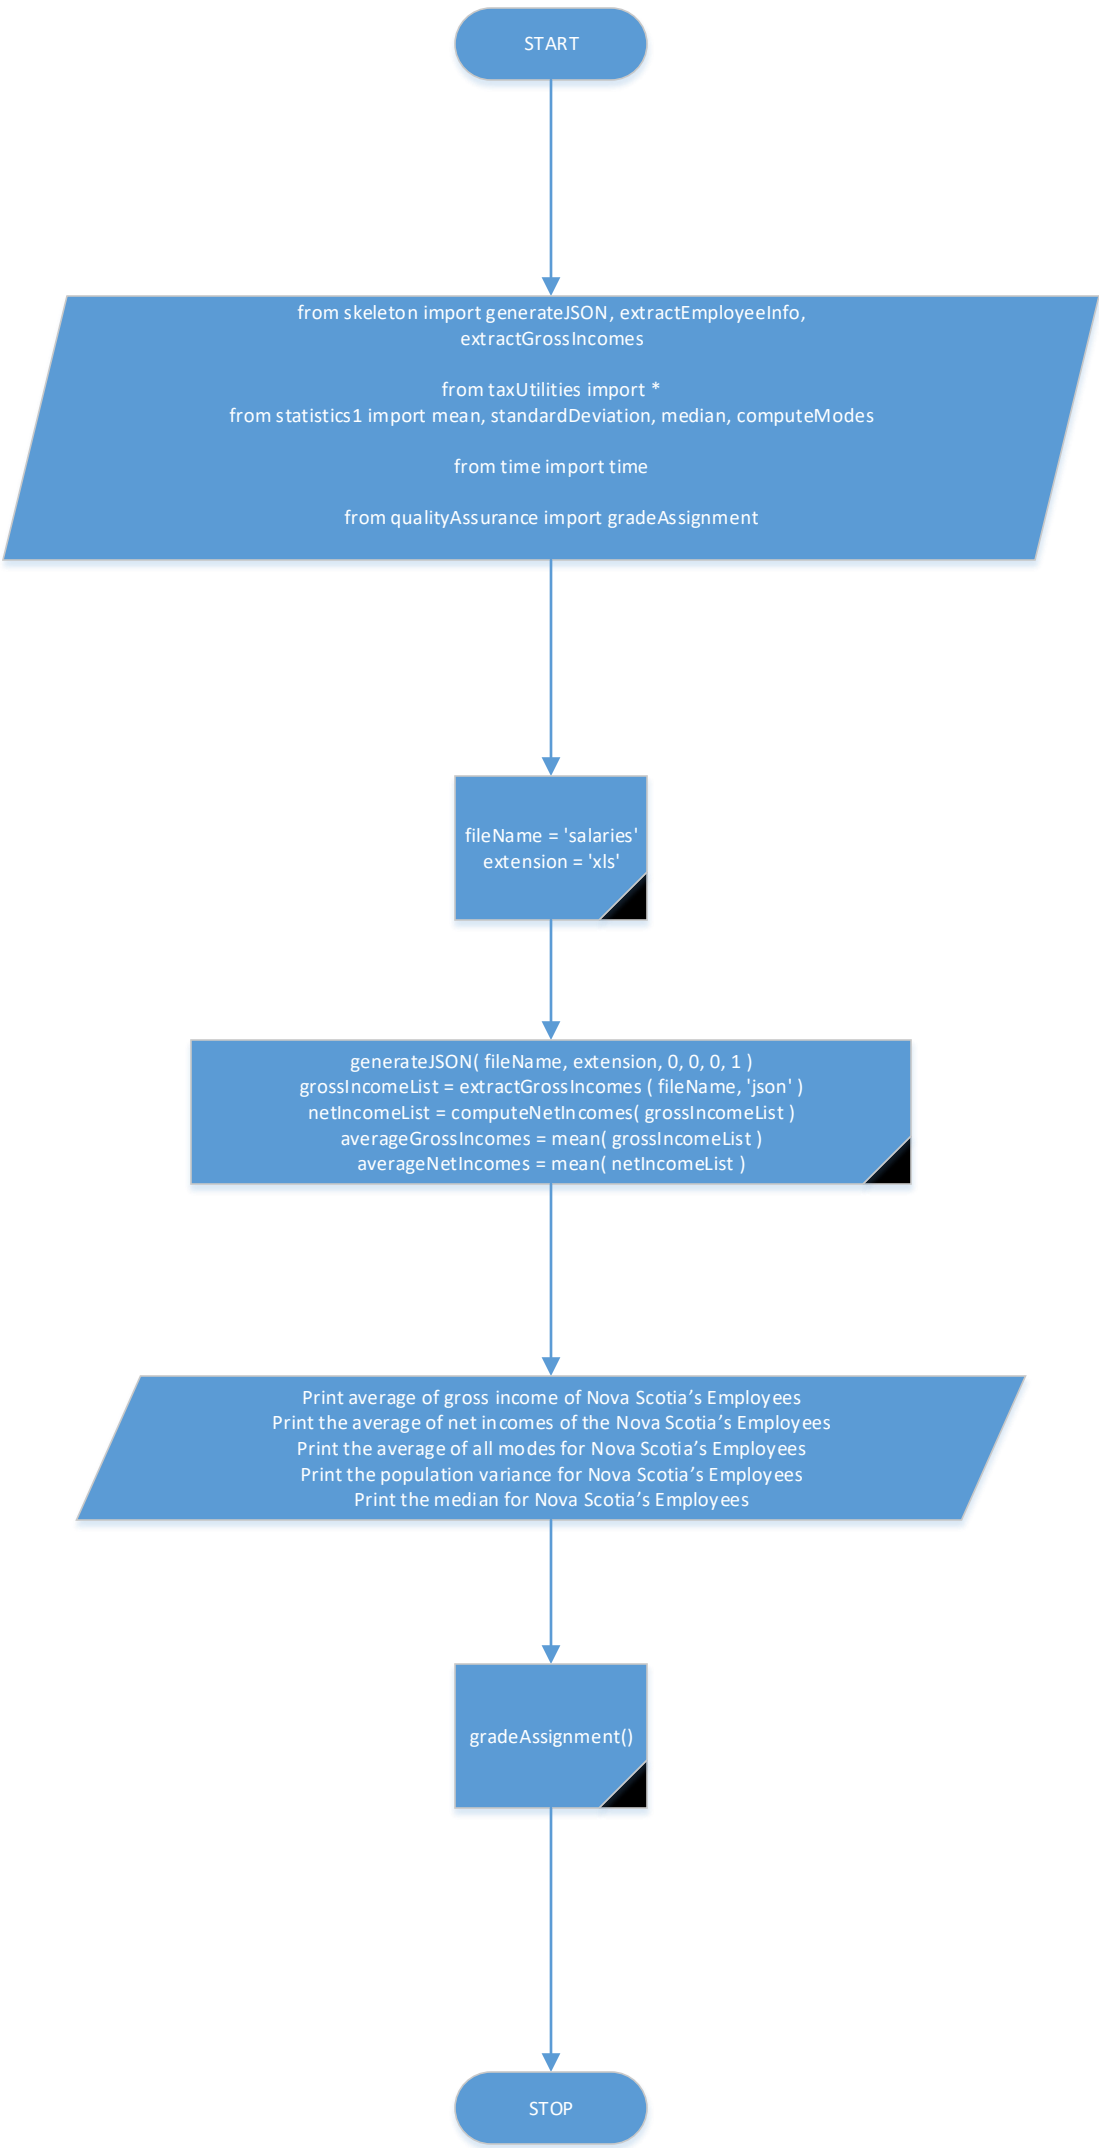 START
from skeleton import generateJSON, extractEmployeeInfo,
extractGrossIncomes
from taxUtilities import *
from statistics1 import mean, standardDeviation, median, computeModes
from time import time
from qualityAssurance import gradeAssignment
fileName = 'salaries'
extension = 'xls'
generateJSON( fileName, extension, 0, 0, 0, 1 )
grossIncomeList = extractGrossIncomes ( fileName, 'json' )
netIncomeList = computeNetIncomes( grossIncomeList )
averageGrossIncomes = mean( grossIncomeList )
averageNetIncomes = mean( netIncomeList )
Print average of gross income of Nova Scotia’s Employees
Print the average of net incomes of the Nova Scotia’s Employees
Print the average of all modes for Nova Scotia’s Employees
Print the population variance for Nova Scotia’s Employees
Print the median for Nova Scotia’s Employees
gradeAssignment()
STOP